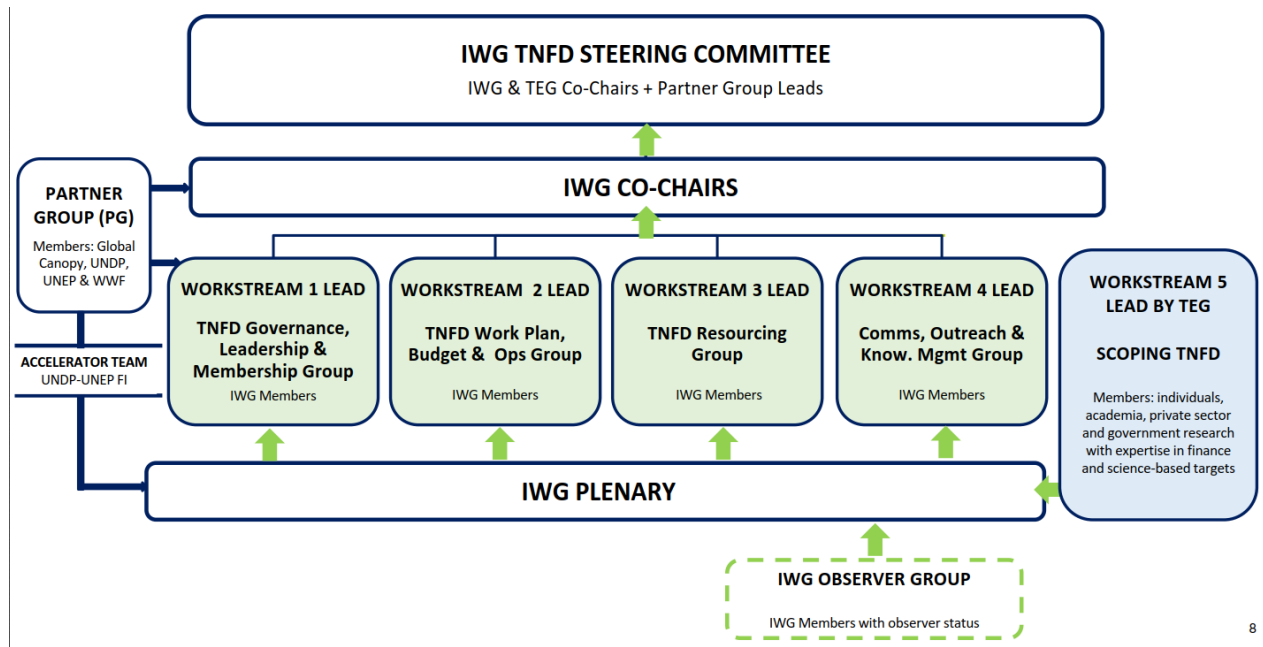 IWG TNFD STEERING COMMITTEE
IWG & TEG Co-Chairs + Partner Group Leads
IWG CO-CHAIRS
PARTNER
GROUP (PG)
Members: Global
Canopy, UNDP,
UNEP & WWF
ACCELERATOR TEAM
UNDP-UNEP FI
WORKSTREAM 1 LEAD
TNFD Governance,
Leadership &
Membership Group
IWG Members
WORKSTREAM 2 LEAD
TNFD Work Plan,
Budget & Ops Group
IWG Members
WORKSTREAM 3 LEAD
TNFD Resourcing
Group
IWG Members
WORKSTREAM 4 LEAD
Comms, Outreach &
Know. Mgmt Group
IWG Members
WORKSTREAM 5
LEAD BY TEG
SCOPING TNFD
Members: individuals,
academia, private sector
and government research
with expertise in finance
and science-based targets
IWG PLENARY
IWG OBSERVER GROUP
IWG Members with observer status
8